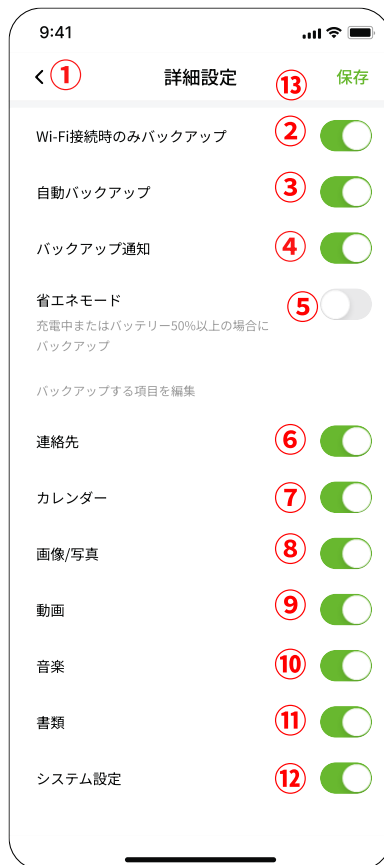 9:41
① 詳細設定 ⑬ 保存
Wi-Fi接続時のみバックアップ ②
自動バックアップ ③
バックアップ通知 ④
省エネモード ⑤
充電中またはバッテリー50%以上の場合に
バックアップ
バックアップする項目を編集
連絡先 ⑥
カレンダー ⑦
画像/写真 ⑧
動画 ⑨
音楽 ⑩
書類 ⑪
システム設定 ⑫